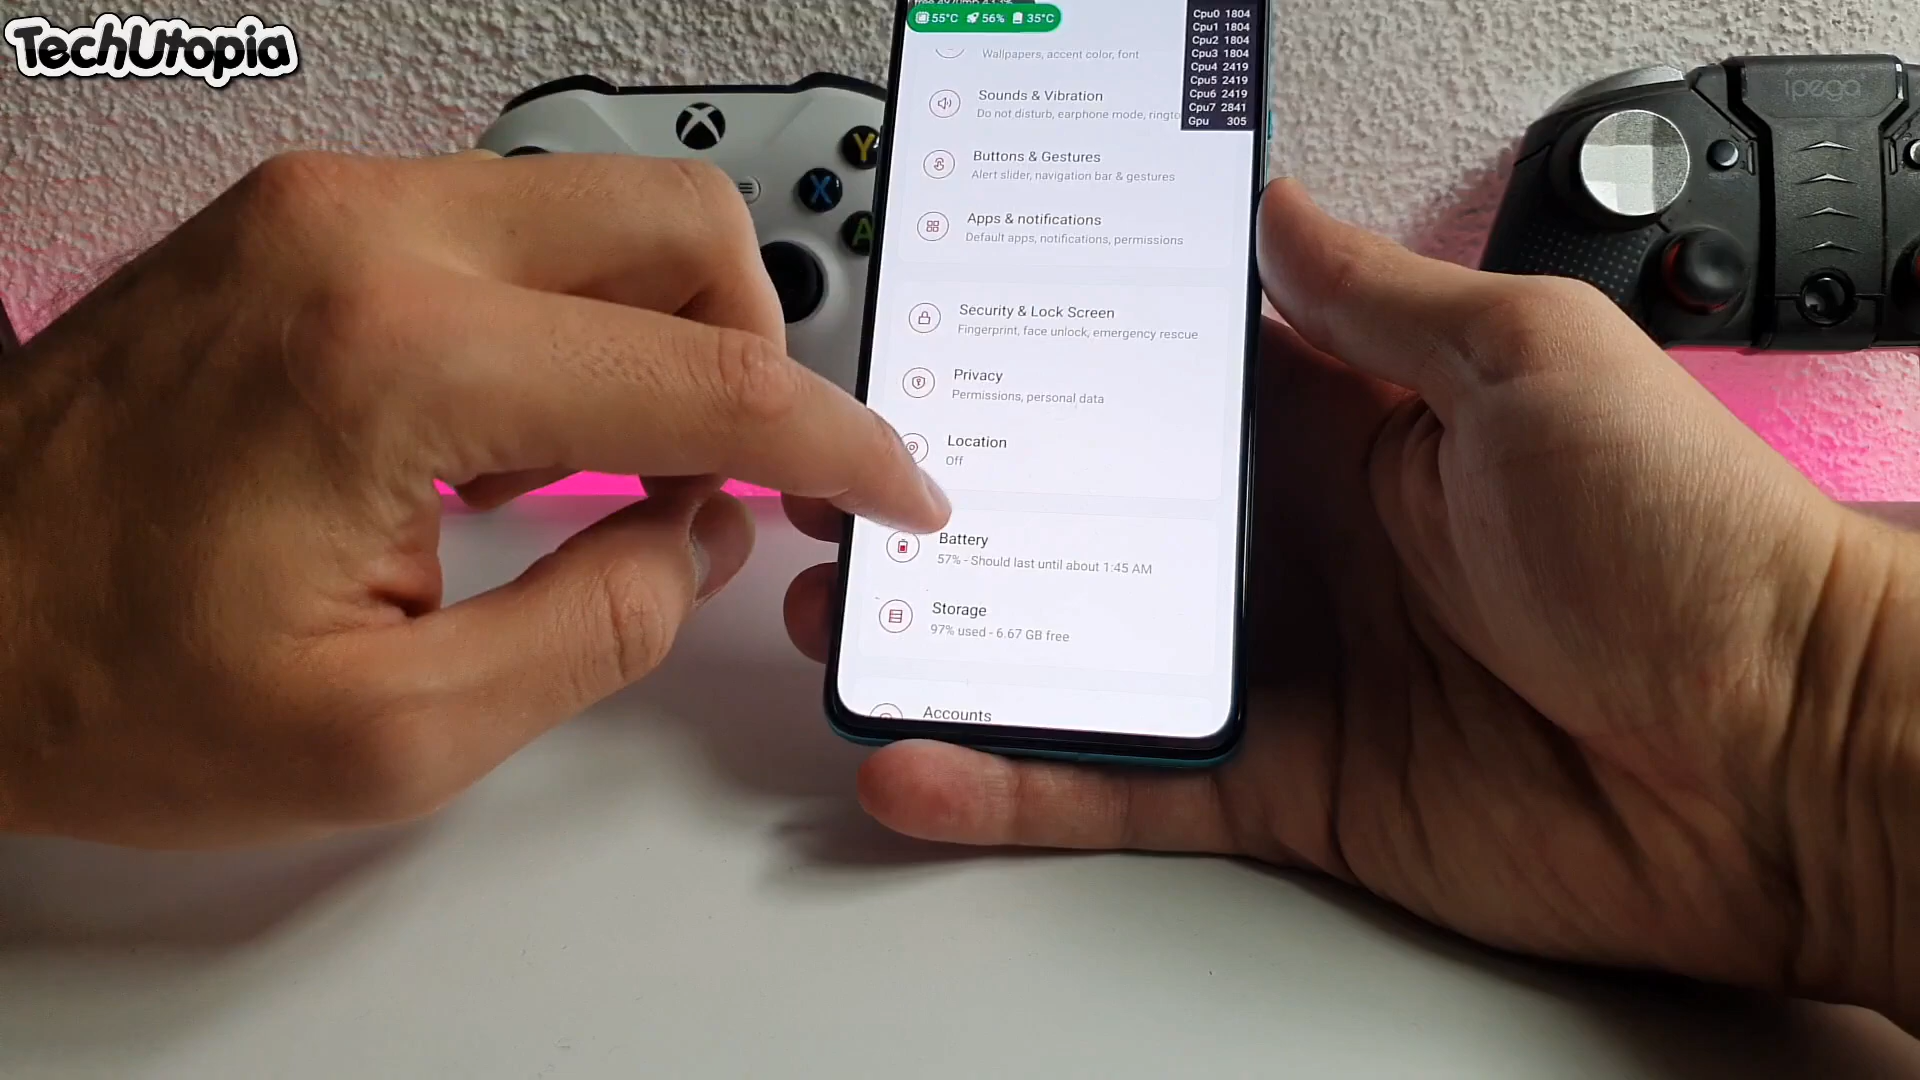 TechUtopia
55°C 56% 35°C
Cpu0 1804
Cpu1 1804
Cpu2 1804
Cpu3 1804
Cpu4 2419
Cpu5 2419
Cpu6 2419
Cpu7 2841
Gpu 305
Wallpapers, accent color, font
Sounds & Vibration
Do not disturb, earphone mode, ringto
Buttons & Gestures
Alert slider, navigation bar & gestures
Apps & notifications
Default apps, notifications, permissions
Security & Lock Screen
Fingerprint, face unlock, emergency rescue
Privacy
Permissions, personal data
Location
Off
Battery
57% - Should last until about 1:45 AM
Storage
97% used - 6.67 GB free
Accounts
Y
X
A
ipega